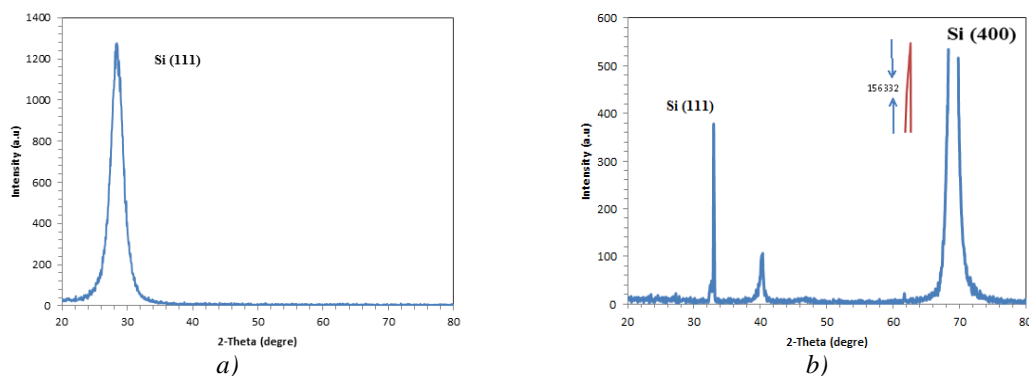 1400
1200
1000
800
600
400
200
0
Intensity (a.u)
Si (111)
20 30 40 50 60 70 80
2-Theta (degre)
a)
600
500
400
300
200
100
0
Intensity (a.u)
Si (400)
156332
Si (111)
20 30 40 50 60 70 80
2-Theta (degre)
b)